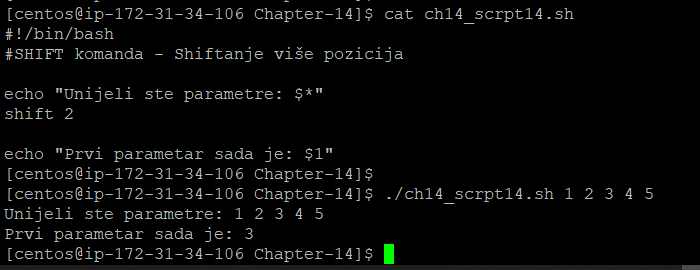 [centos@ip-172-31-34-106 Chapter-14]$ cat ch14_scrpt14.sh
#!/bin/bash
#SHIFT komanda - Shiftanje više pozicija
echo "Unijeli ste parametre: $*"
shift 2
echo "Prvi parametar sada je: $1"
[centos@ip-172-31-34-106 Chapter-14]$
[centos@ip-172-31-34-106 Chapter-14]$ ./ch14_scrpt14.sh 1 2 3 4 5
Unijeli ste parametre: 1 2 3 4 5
Prvi parametar sada je: 3
[centos@ip-172-31-34-106 Chapter-14]$